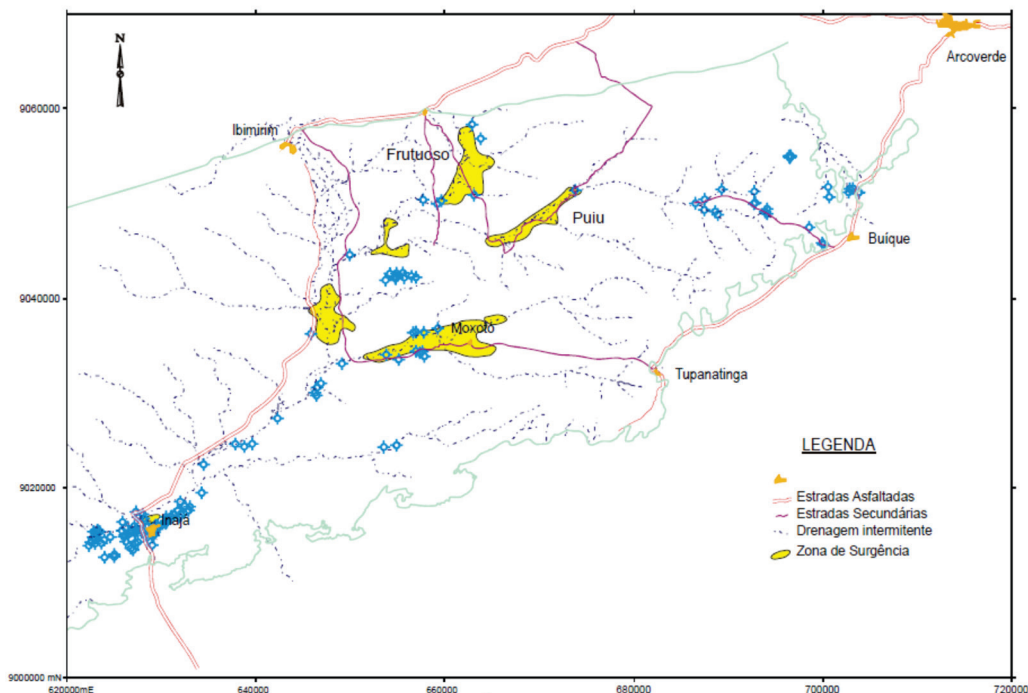 N
Arcoverde
9060000
Ibimirim
Frutuoso
Puiu
Buíque
9040000
Moxotó
Tupanatinga
LEGENDA
9020000
Estradas Asfaltadas
Estradas Secundárias
Inajá
Drenagem intermitente
Zona de Surgência
9000000 mN
620000mE 640000 660000 680000 700000 720000